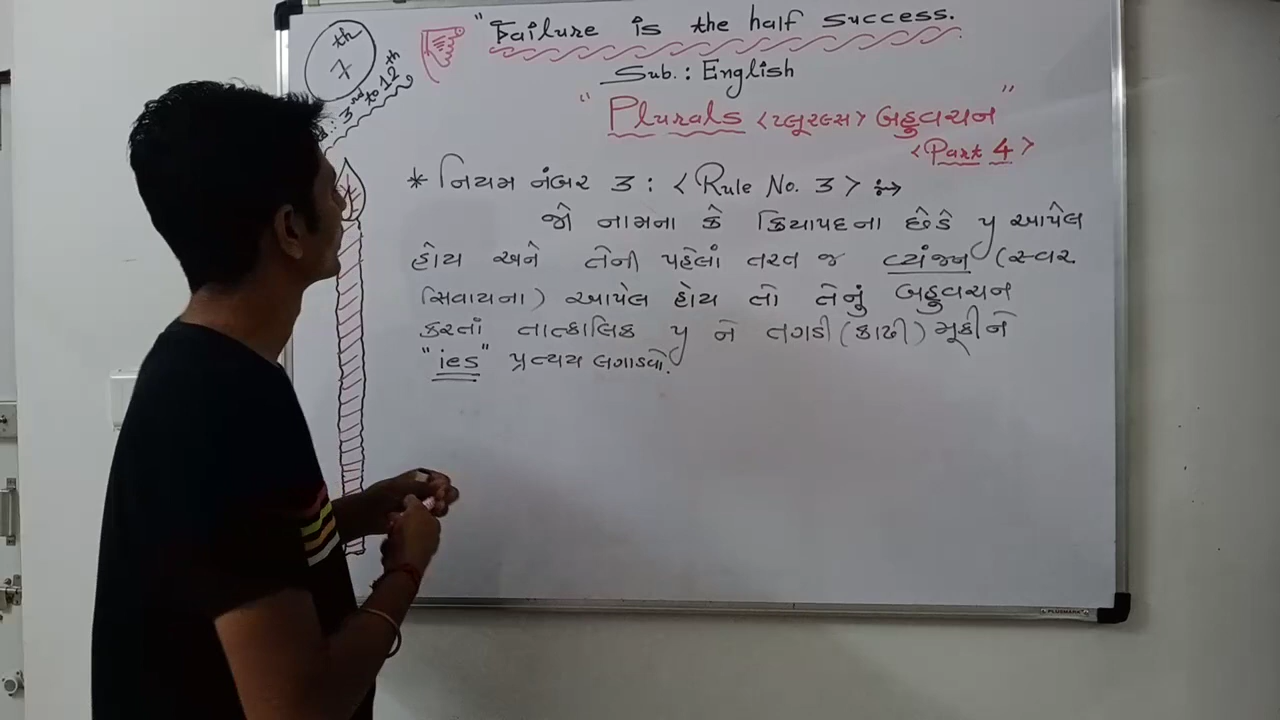 "Failure is the half success.
7th
3rd to 12th
Sub.: English
"Plurals <પ્લૂરલ્સ> બહુવચન"
<Part 4>
* નિયમ નંબર 3 : <Rule No. 3> :→
જો નામના કે ક્રિયાપદના છેડે y આપેલ
હોય અને તેની પહેલાં તરત જ વ્યંજન (સ્વર
સિવાયના) આપેલ હોય તો તેનું બહુવચન
કરતાં તાત્કાલિક y ને તગડી (કાઢી) મૂકીને
"ies" પ્રત્યય લગાડવો.
PLUSMARK